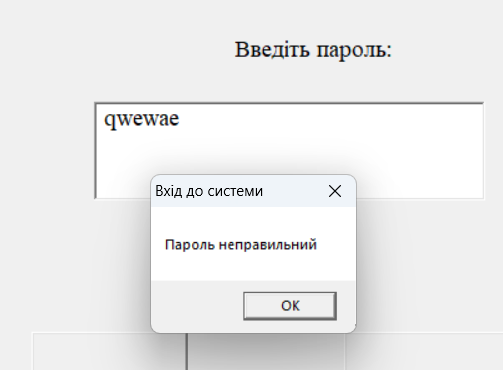 Введіть пароль:
qwewae
Вхід до системи
Пароль неправильний
OK